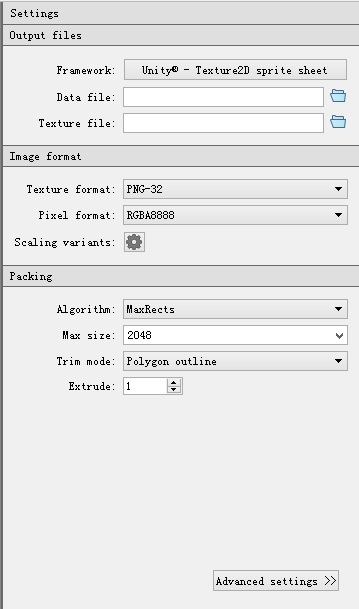 Settings
Output files
Framework: Unity® - Texture2D sprite sheet
Data file:
Texture file:
Image format
Texture format: PNG-32
Pixel format: RGBA8888
Scaling variants:
Packing
Algorithm: MaxRects
Max size: 2048
Trim mode: Polygon outline
Extrude: 1
Advanced settings >>